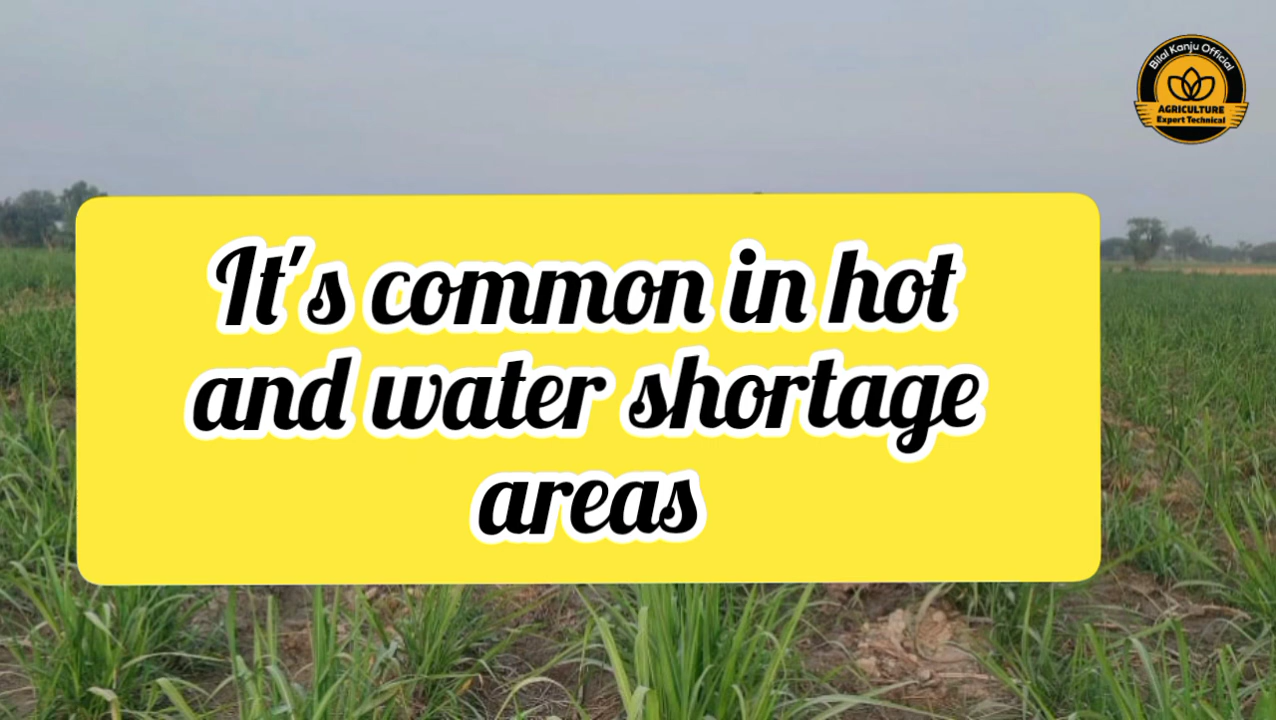 Bilal Kanju Official
AGRICULTURE
Expert Technical
It's common in hot
and water shortage
areas